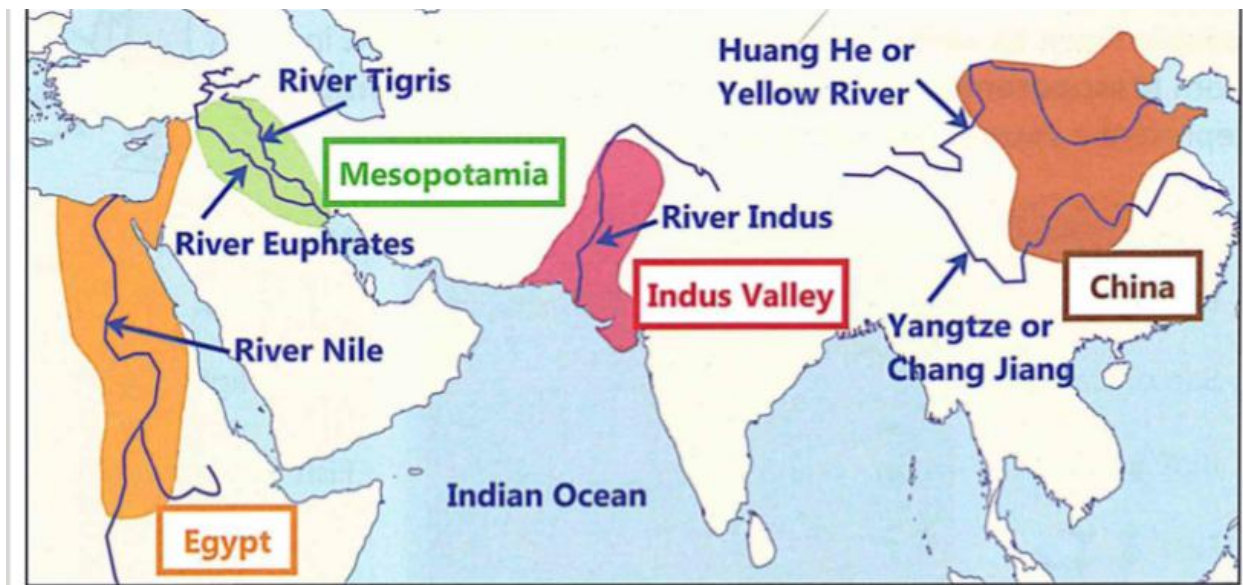 Huang He or
Yellow River
River Tigris
Mesopotamia
River Euphrates
River Indus
Indus Valley
China
River Nile
Yangtze or
Chang Jiang
Indian Ocean
Egypt